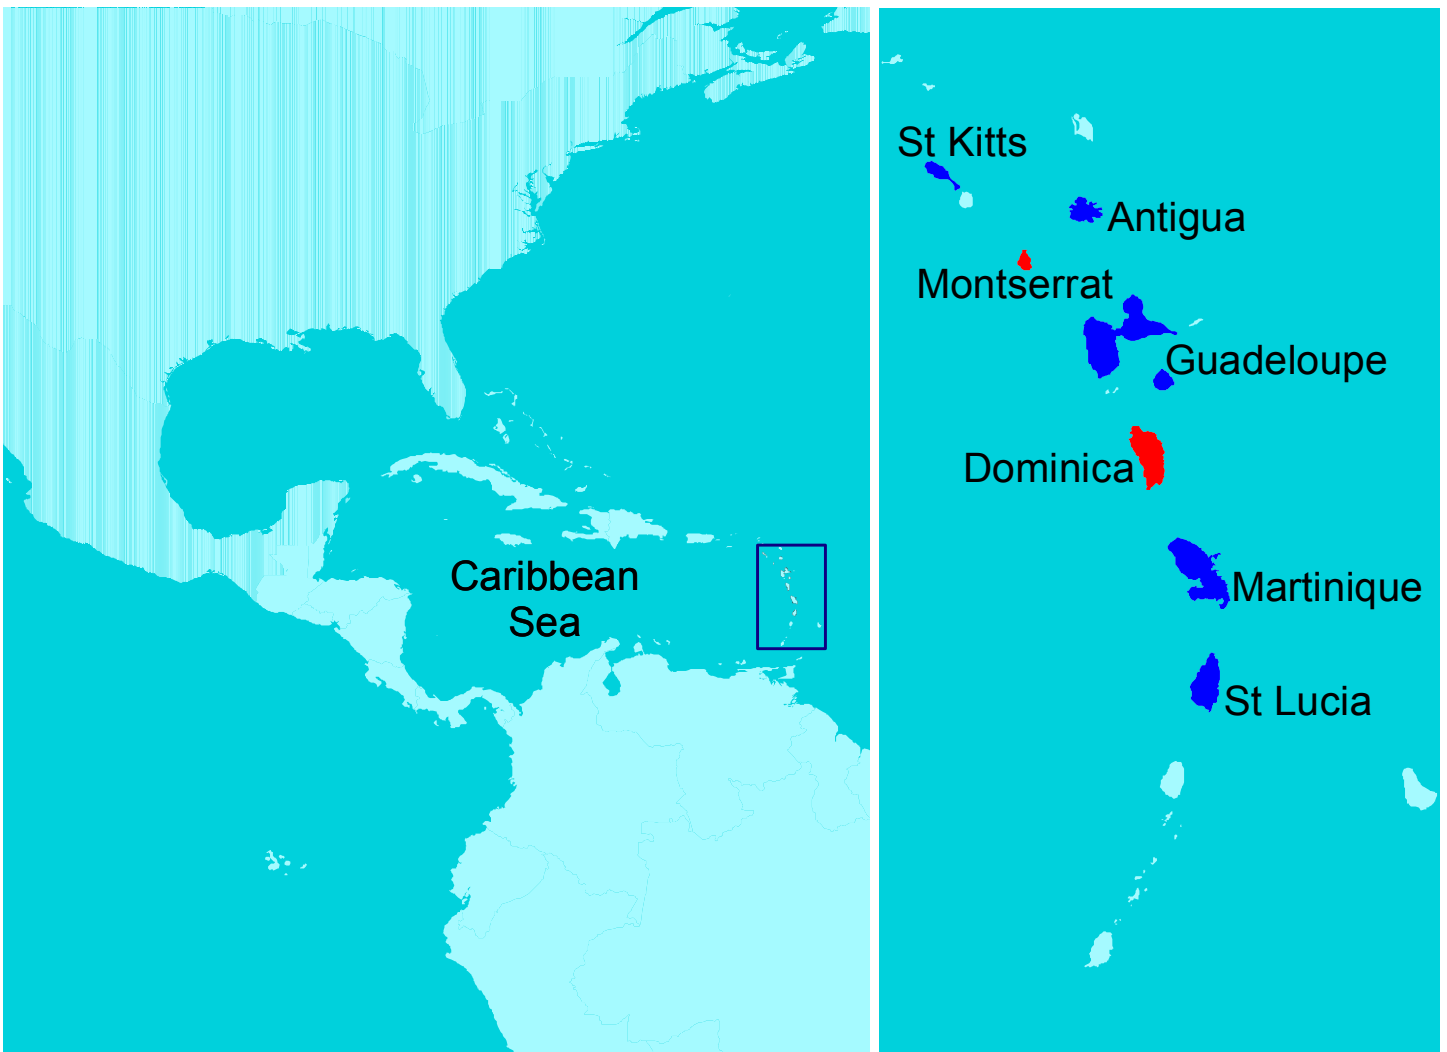 Caribbean
Sea
St Kitts
Antigua
Montserrat
Guadeloupe
Dominica
Martinique
St Lucia